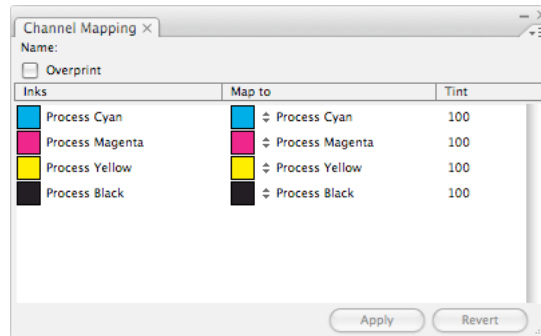 Channel Mapping
Name:
Overprint
Inks Map to Tint
Process Cyan Process Cyan 100
Process Magenta Process Magenta 100
Process Yellow Process Yellow 100
Process Black Process Black 100
Apply Revert